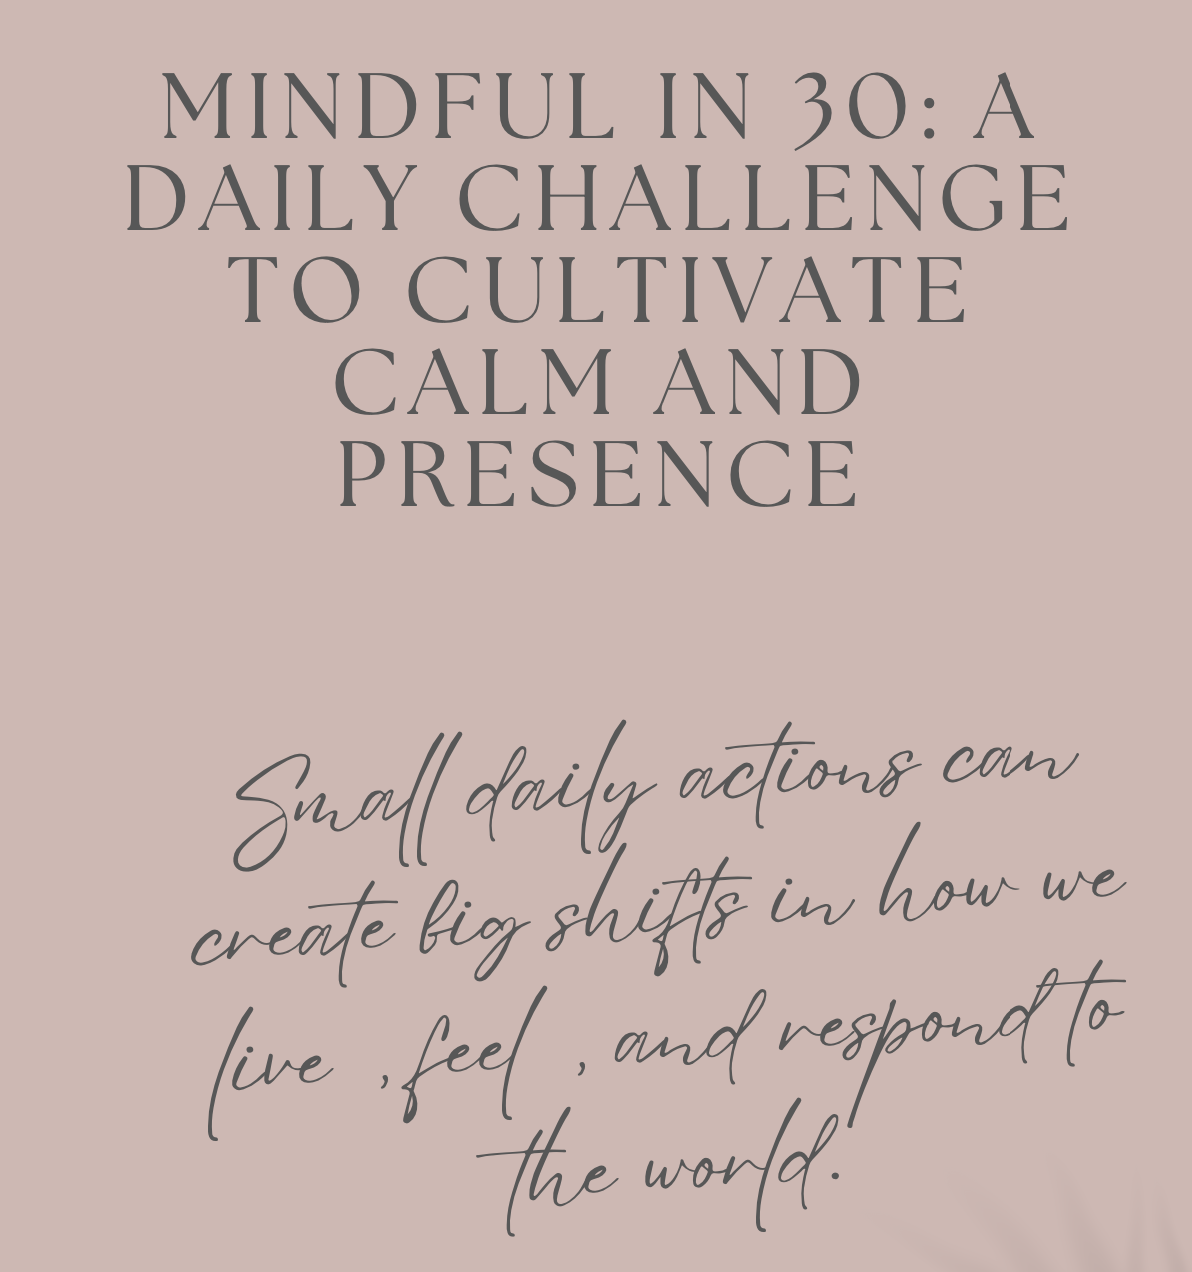 MINDFUL IN 30: A
DAILY CHALLENGE
TO CULTIVATE
CALM AND
PRESENCE
Small daily actions can
create big shifts in how we
live , feel , and respond to
the world.